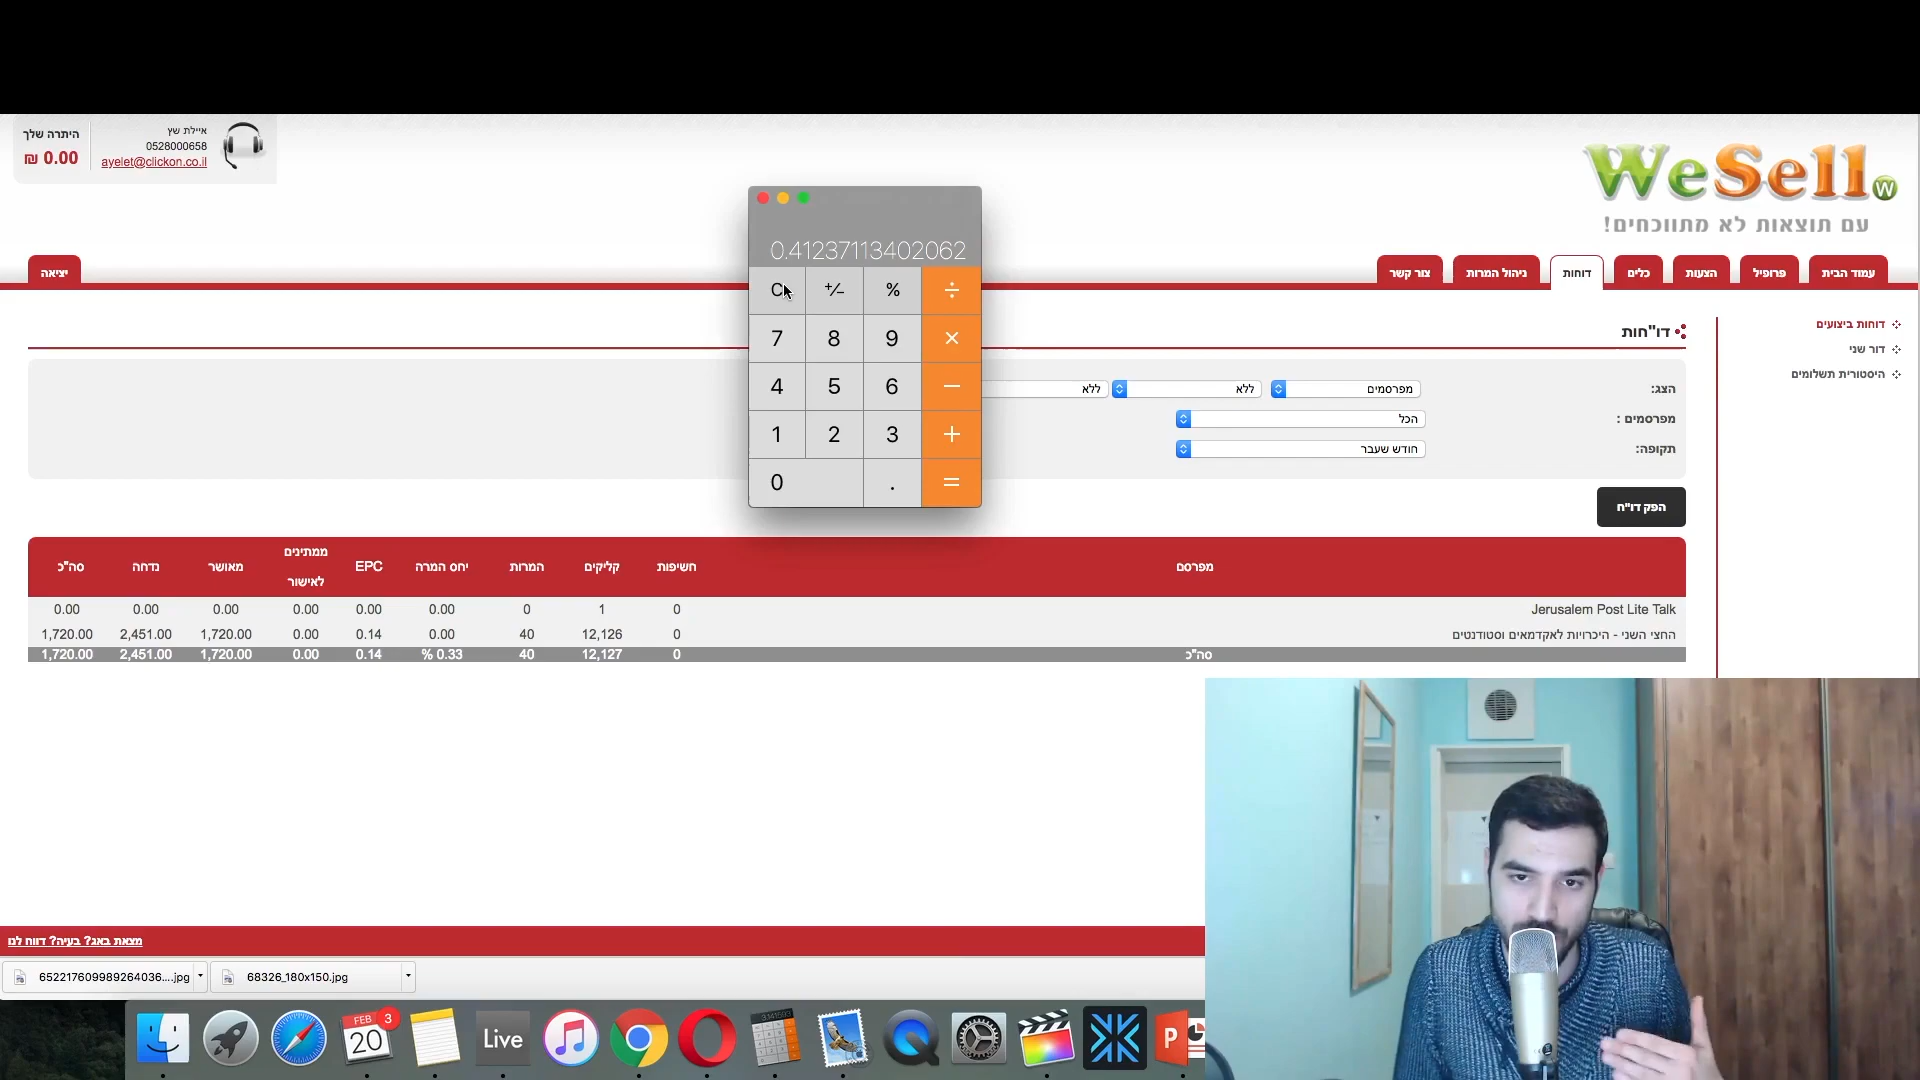 היתרה שלך
₪ 0.00
איילת שץ
0528000658
ayelet@clickon.co.il
WeSell
w
עם תוצאות לא מתווכחים!
עמוד הבית
פרופיל
הצעות
כלים
דוחות
ניהול המרות
צור קשר
יציאה
דוחות ביצועים
דור שני
היסטורית תשלומים
דו"חות
הצג:
מפרסמים
ללא
ללא
מפרסמים :
הכל
תקופה:
חודש שעבר
הפק דו"ח
0.41237113402062
C +/− % ÷
7 8 9 ×
4 5 6 −
1 2 3 +
0 . =
מפרסם חשיפות קליקים המרות יחס המרה EPC ממתינים לאישור מאושר נדחה סה"כ
Jerusalem Post Lite Talk 0 1 0 0.00 0.00 0.00 0.00 0.00 0.00
החצי השני - היכרויות לאקדמאים וסטודנטים 0 12,126 40 0.00 0.14 0.00 1,720.00 2,451.00 1,720.00
סה"כ 0 12,127 40 % 0.33 0.14 0.00 1,720.00 2,451.00 1,720.00
מצאת באג? בעיה? דווח לנו
652217609989264036....jpg
68326_180x150.jpg
FEB
3
20
Live
P